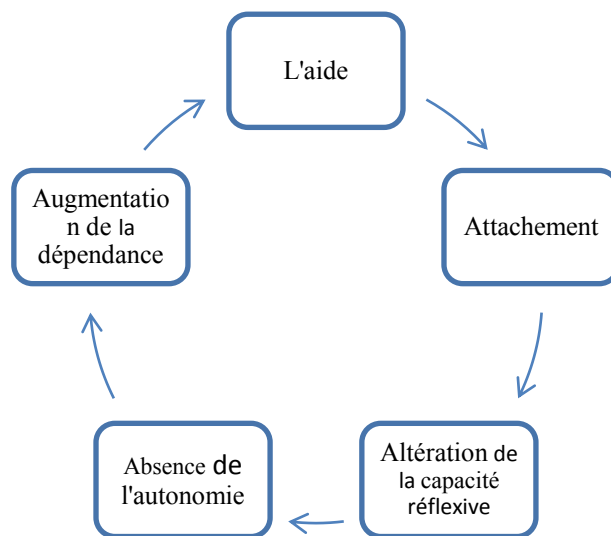 L'aide
Attachement
Altération de
la capacité
réflexive
Absence de
l'autonomie
Augmentatio
n de la
dépendance